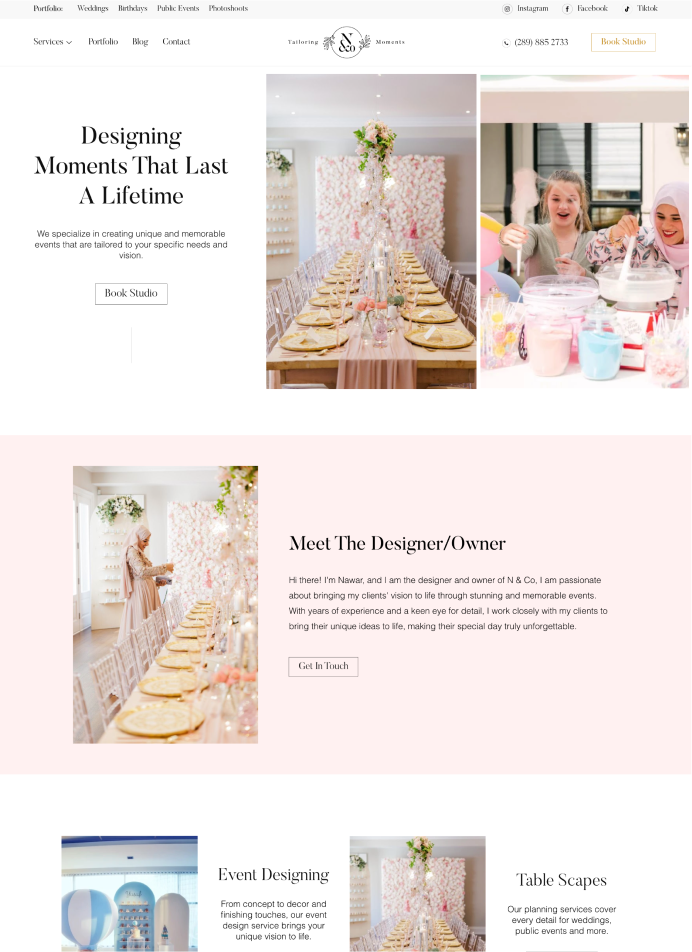 Portfolio: Weddings Birthdays Public Events Photoshoots Instagram Facebook Tiktok
Services Portfolio Blog Contact Tailoring N &co Moments (289) 885 2733 Book Studio
Designing
Moments That Last
A Lifetime
We specialize in creating unique and memorable
events that are tailored to your specific needs and
vision.
Book Studio
Meet The Designer/Owner
Hi there! I'm Nawar, and I am the designer and owner of N & Co, I am passionate
about bringing my clients' vision to life through stunning and memorable events.
With years of experience and a keen eye for detail, I work closely with my clients to
bring their unique ideas to life, making their special day truly unforgettable.
Get In Touch
Event Designing
From concept to decor and
finishing touches, our event
design service brings your
unique vision to life.
Table Scapes
Our planning services cover
every detail for weddings,
public events and more.